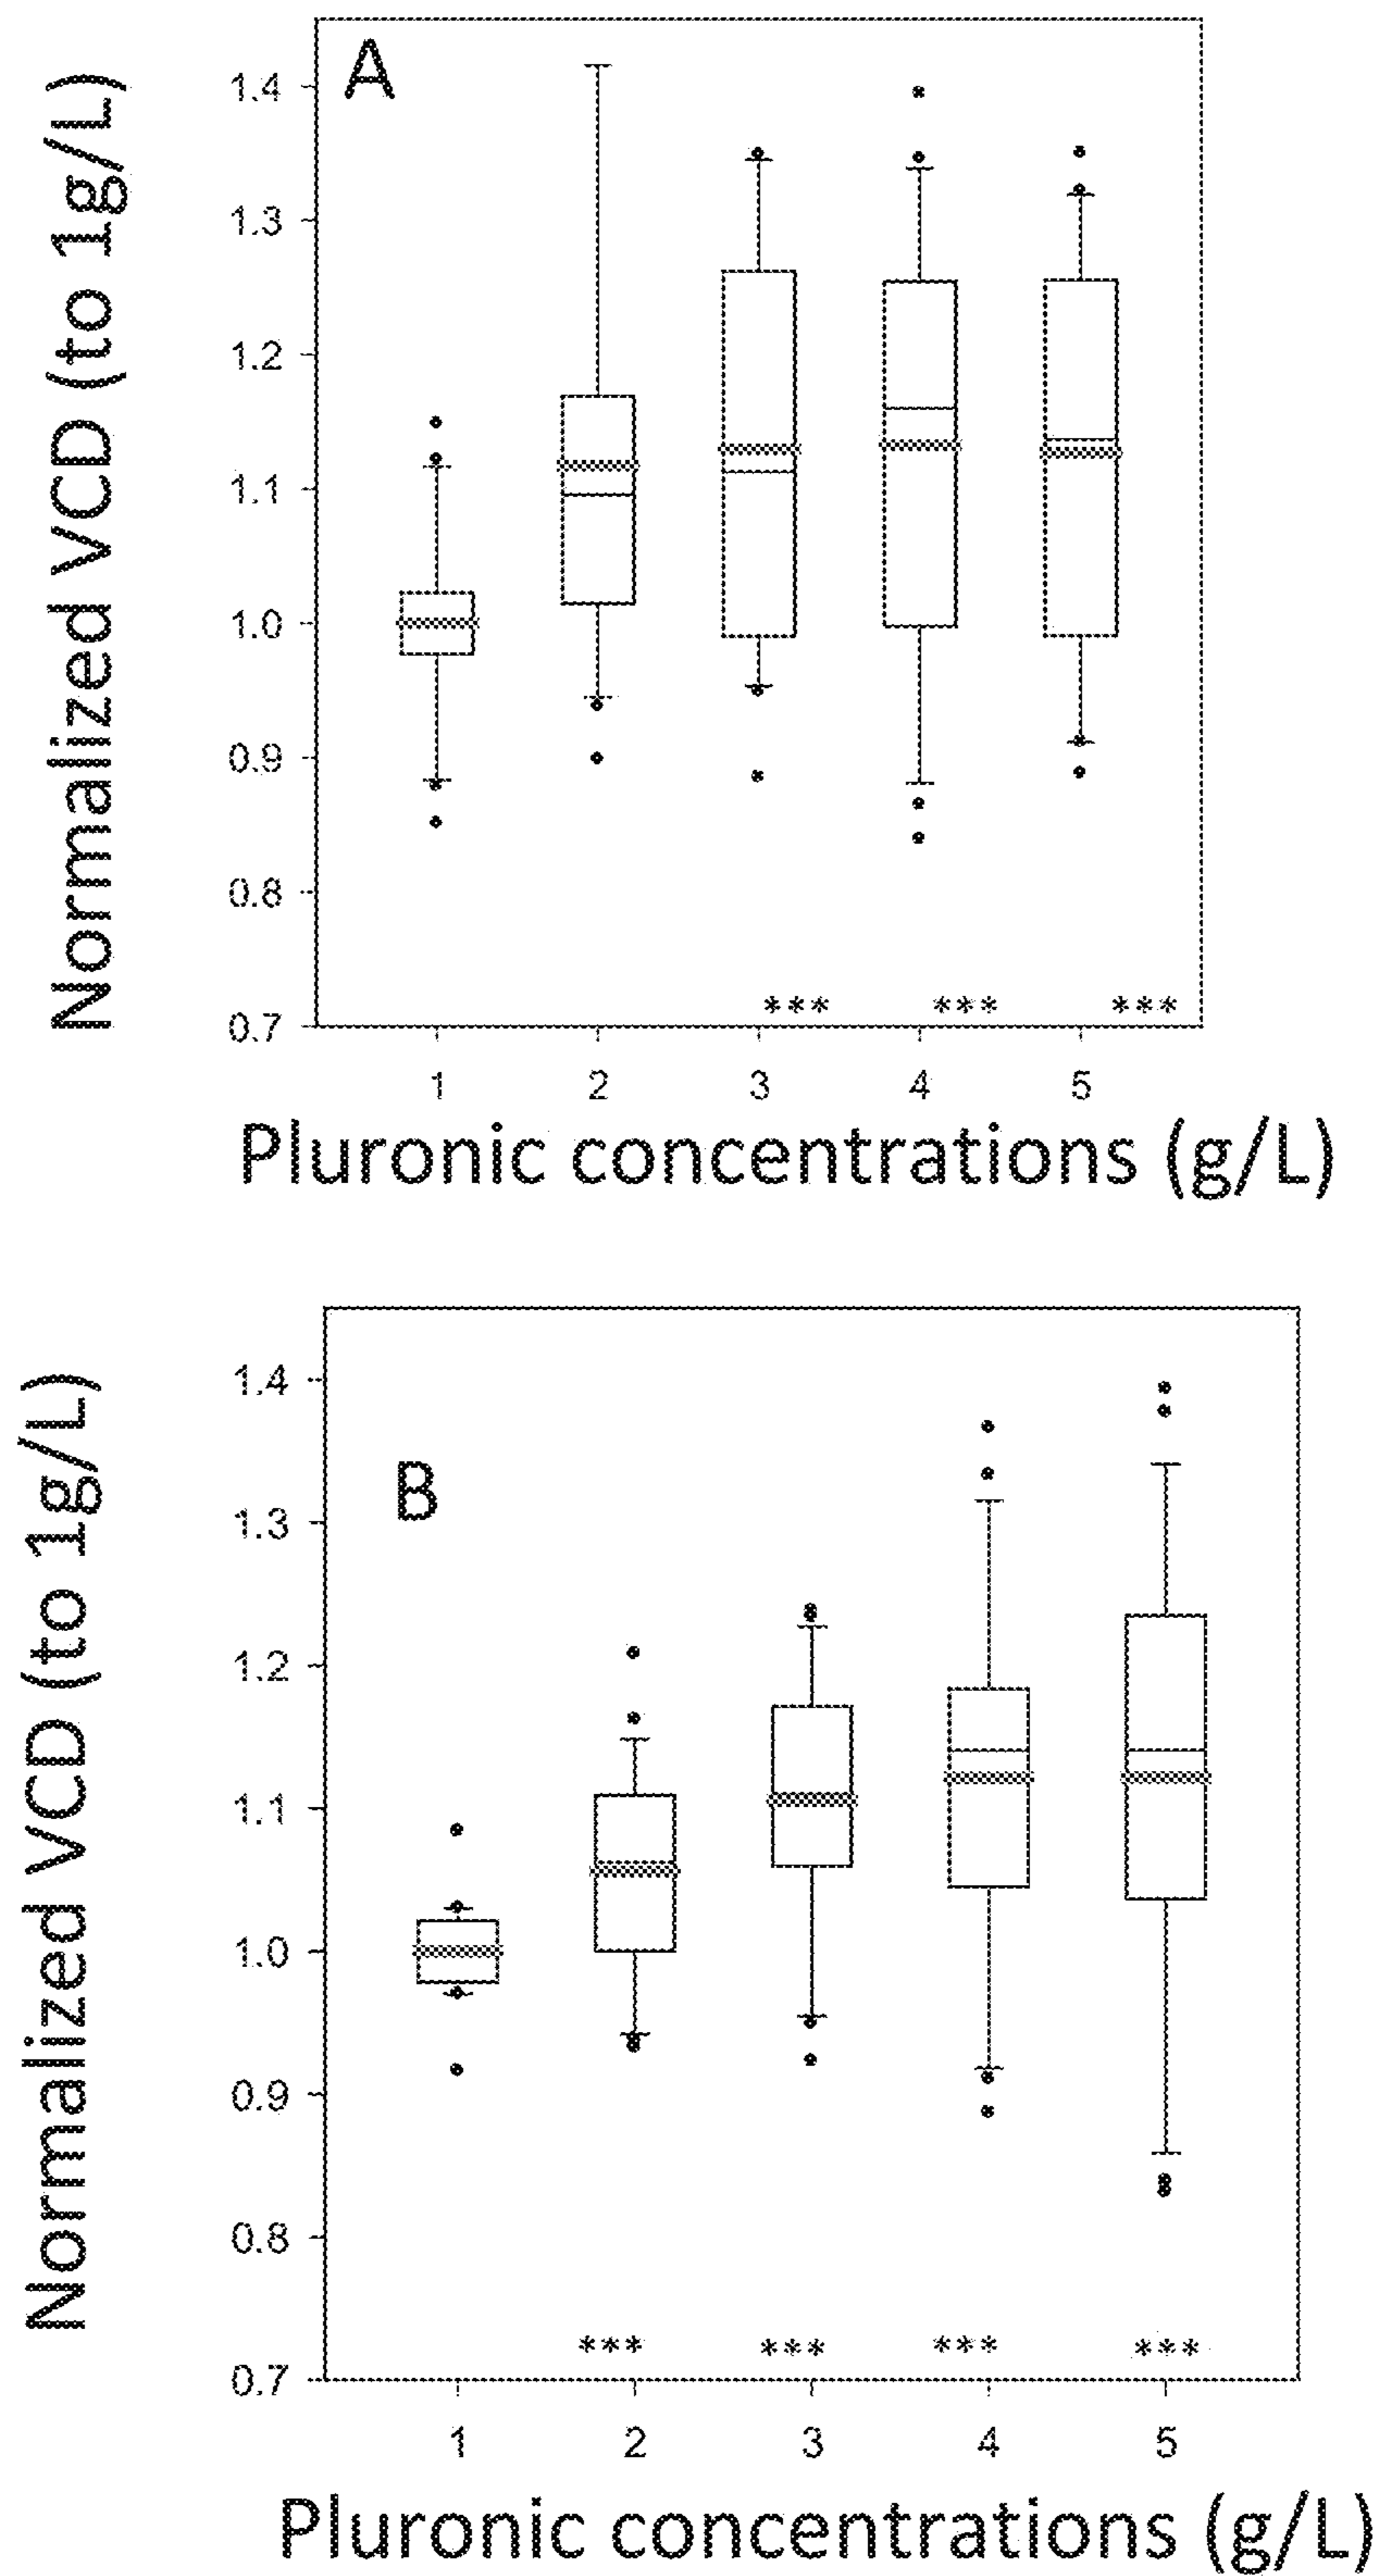 A
Normalized VCD (to 1g/L)
1.4
1.3
1.2
1.1
1.0
0.9
0.8
0.7
*** *** ***
1 2 3 4 5
Pluronic concentrations (g/L)
B
Normalized VCD (to 1g/L)
1.4
1.3
1.2
1.1
1.0
0.9
0.8
0.7
*** *** *** ***
1 2 3 4 5
Pluronic concentrations (g/L)